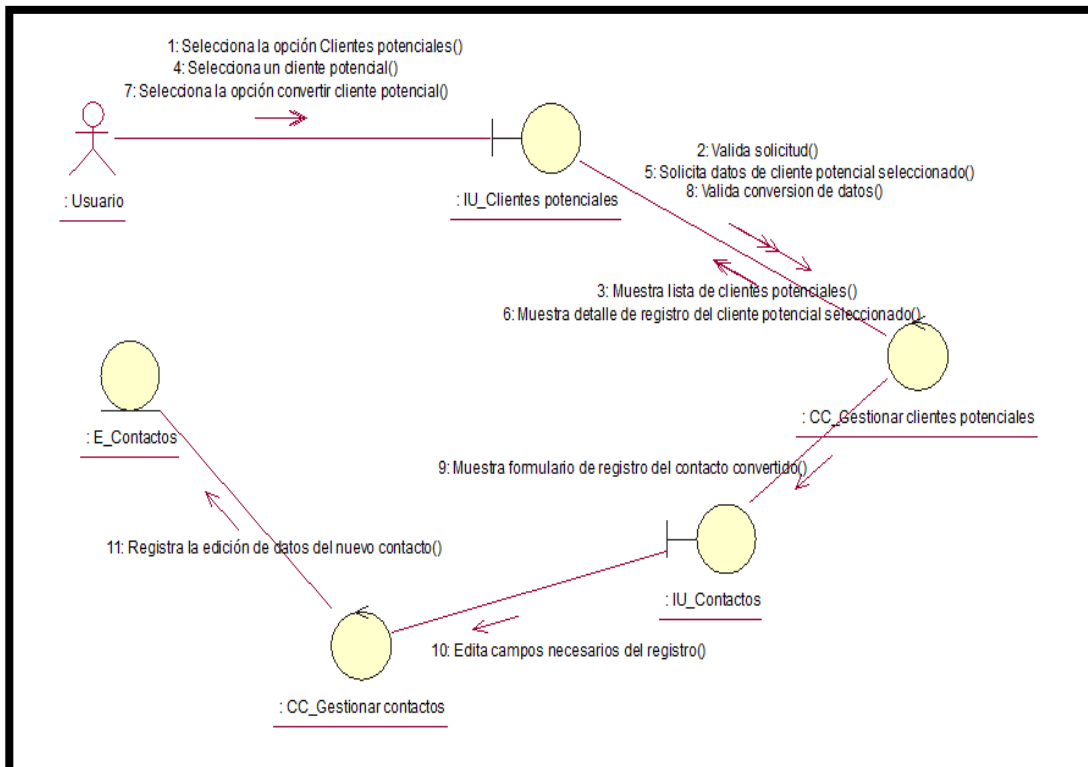 1: Selecciona la opción Clientes potenciales()
4: Selecciona un cliente potencial()
7: Selecciona la opción convertir cliente potencial()
: Usuario
: IU_Clientes potenciales
2: Valida solicitud()
5: Solicita datos de cliente potencial seleccionado()
8: Valida conversion de datos()
3: Muestra lista de clientes potenciales()
6: Muestra detalle de registro del cliente potencial seleccionado()
: CC_Gestionar clientes potenciales
: E_Contactos
9: Muestra formulario de registro del contacto convertido()
11: Registra la edición de datos del nuevo contacto()
: IU_Contactos
10: Edita campos necesarios del registro()
: CC_Gestionar contactos